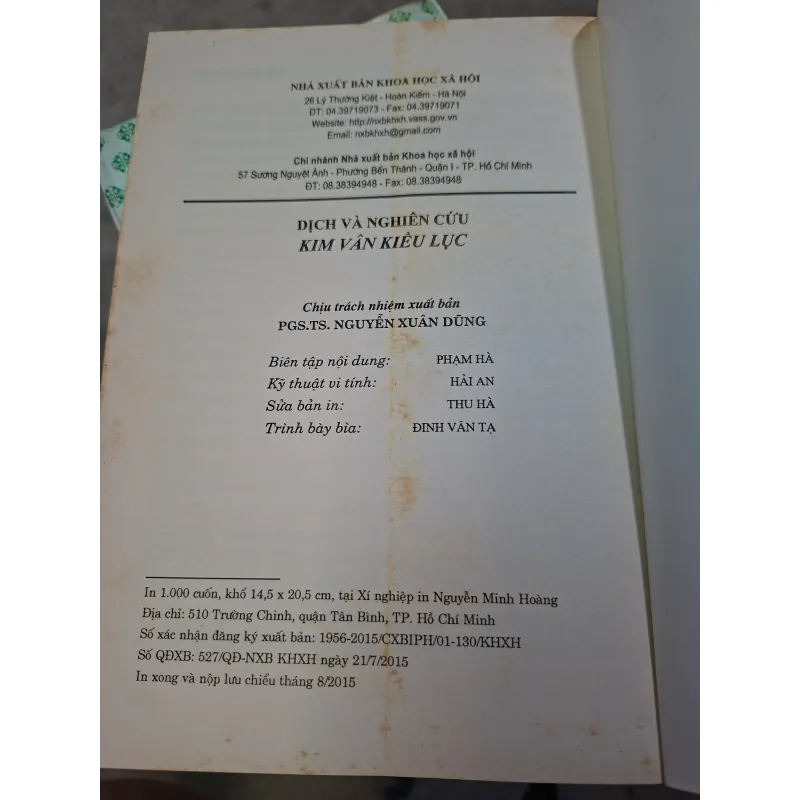 NHÀ XUẤT BẢN KHOA HỌC XÃ HỘI
26 Lý Thường Kiệt - Hoàn Kiếm - Hà Nội
ĐT: 04.39719073 - Fax: 04.39719071
Website: http://nxbkhxh.vass.gov.vn
Email: nxbkhxh@gmail.com
Chi nhánh Nhà xuất bản Khoa học xã hội
57 Sương Nguyệt Ánh - Phường Bến Thành - Quận I - TP. Hồ Chí Minh
ĐT: 08.38394948 - Fax: 08.38394948
DỊCH VÀ NGHIÊN CỨU
KIM VÂN KIỀU LỤC
Chịu trách nhiệm xuất bản
PGS.TS. NGUYỄN XUÂN DŨNG
Biên tập nội dung: PHẠM HÀ
Kỹ thuật vi tính: HẢI AN
Sửa bản in: THU HÀ
Trình bày bìa: ĐINH VĂN TẠ
In 1.000 cuốn, khổ 14,5 x 20,5 cm, tại Xí nghiệp in Nguyễn Minh Hoàng
Địa chỉ: 510 Trường Chinh, quận Tân Bình, TP. Hồ Chí Minh
Số xác nhận đăng ký xuất bản: 1956-2015/CXBIPH/01-130/KHXH
Số QĐXB: 527/QĐ-NXB KHXH ngày 21/7/2015
In xong và nộp lưu chiểu tháng 8/2015